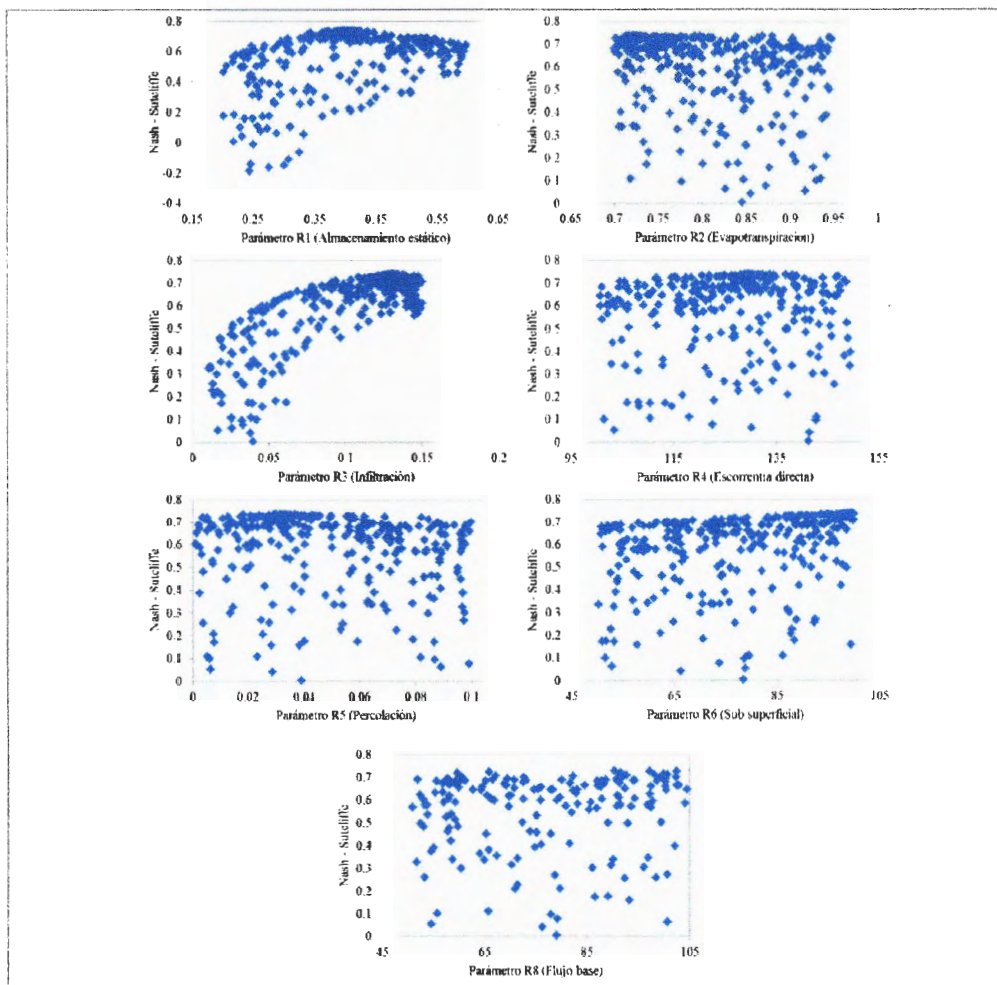 0.8
0.6
0.4
0.2
0
-0.2
-0.4
Nash - Sutcliffe
0.15 0.25 0.35 0.45 0.55 0.65
Parámetro R1 (Almacenamiento estático)
0.8
0.7
0.6
0.5
0.4
0.3
0.2
0.1
0
Nash - Sutcliffe
0.65 0.7 0.75 0.8 0.85 0.9 0.95 1
Parámetro R2 (Evapotranspiracion)
0.8
0.7
0.6
0.5
0.4
0.3
0.2
0.1
0
Nash - Sutcliffe
0 0.05 0.1 0.15 0.2
Parámetro R3 (Infiltración)
0.8
0.7
0.6
0.5
0.4
0.3
0.2
0.1
0
Nash - Sutcliffe
95 115 135 155
Parámetro R4 (Escorrentia directa)
0.8
0.7
0.6
0.5
0.4
0.3
0.2
0.1
0
Nash - Sutcliffe
0 0.02 0.04 0.06 0.08 0.1
Parámetro R5 (Percolación)
0.8
0.7
0.6
0.5
0.4
0.3
0.2
0.1
0
Nash - Sutcliffe
45 65 85 105
Parámetro R6 (Sub superficial)
0.8
0.7
0.6
0.5
0.4
0.3
0.2
0.1
0
Nash - Sutcliffe
45 65 85 105
Parámetro R8 (Flujo base)